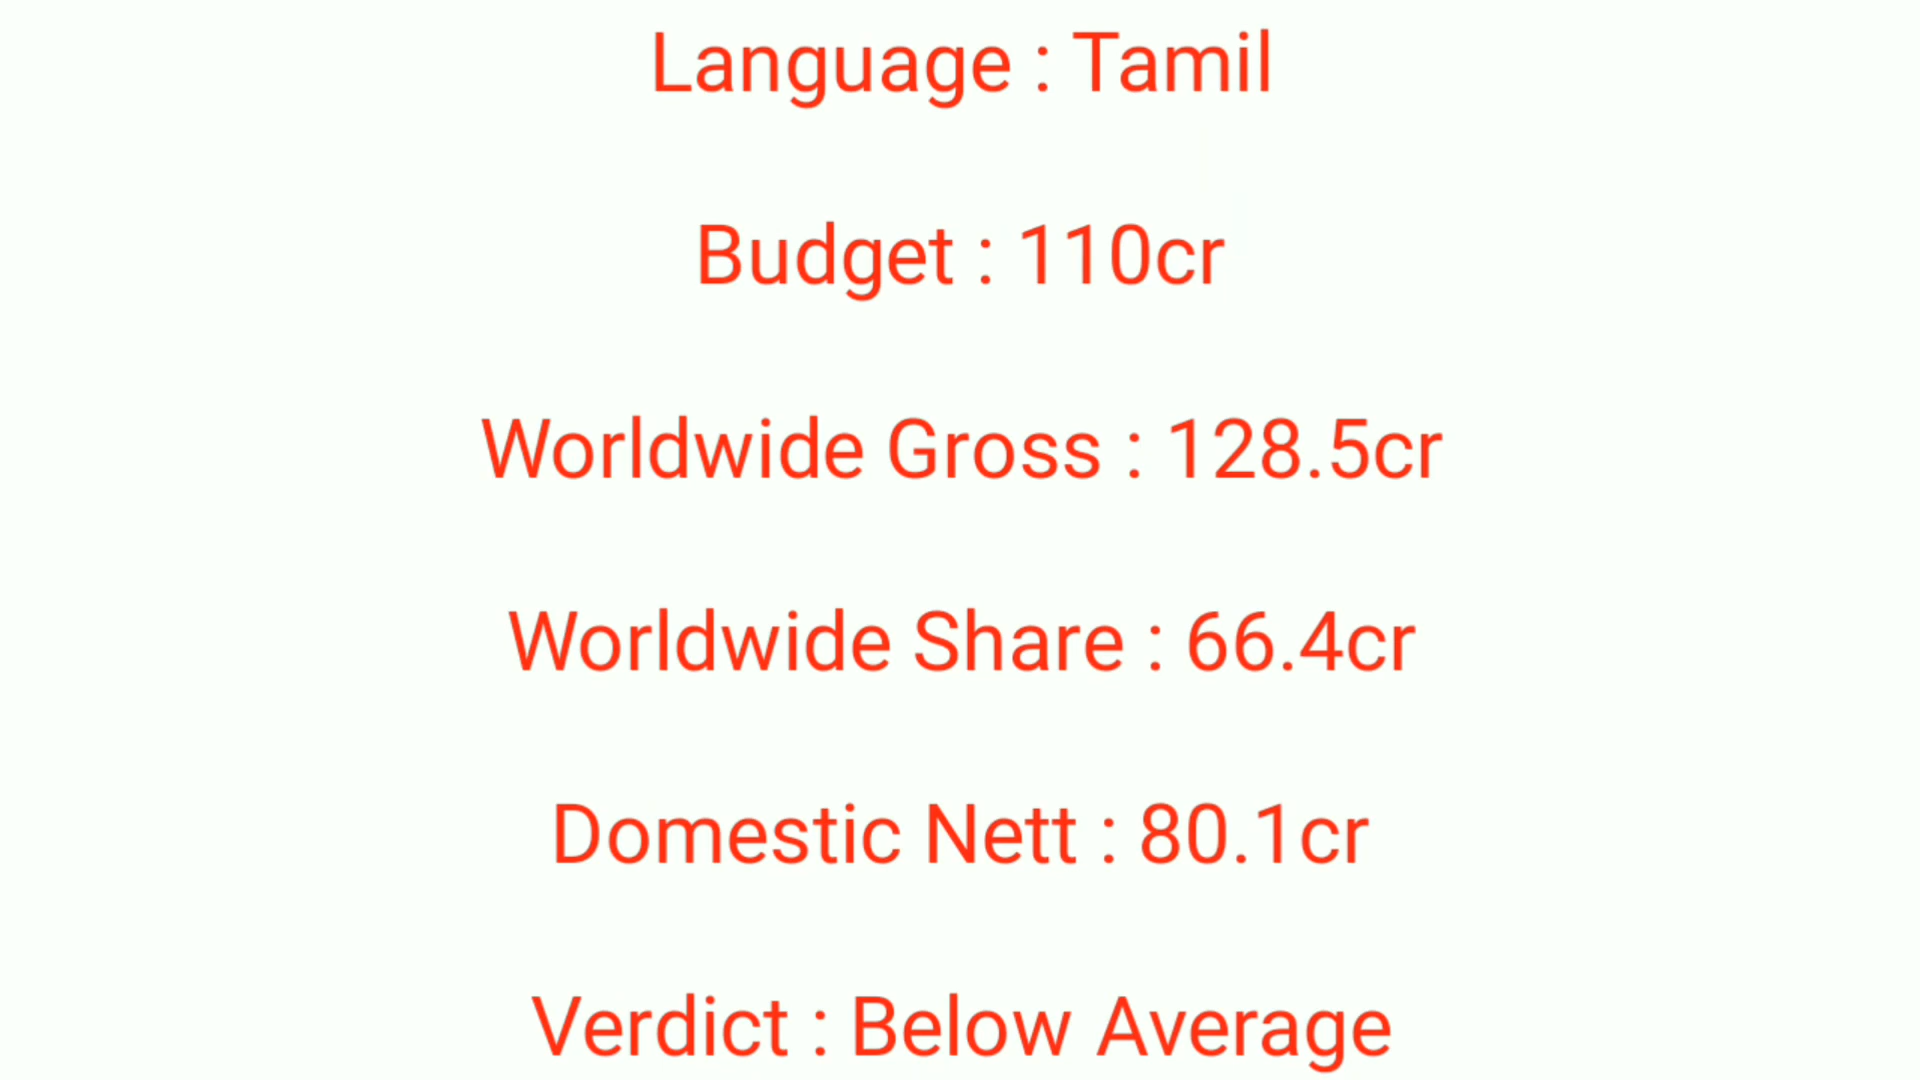 Language : Tamil
Budget : 110cr
Worldwide Gross : 128.5cr
Worldwide Share : 66.4cr
Domestic Nett : 80.1cr
Verdict : Below Average